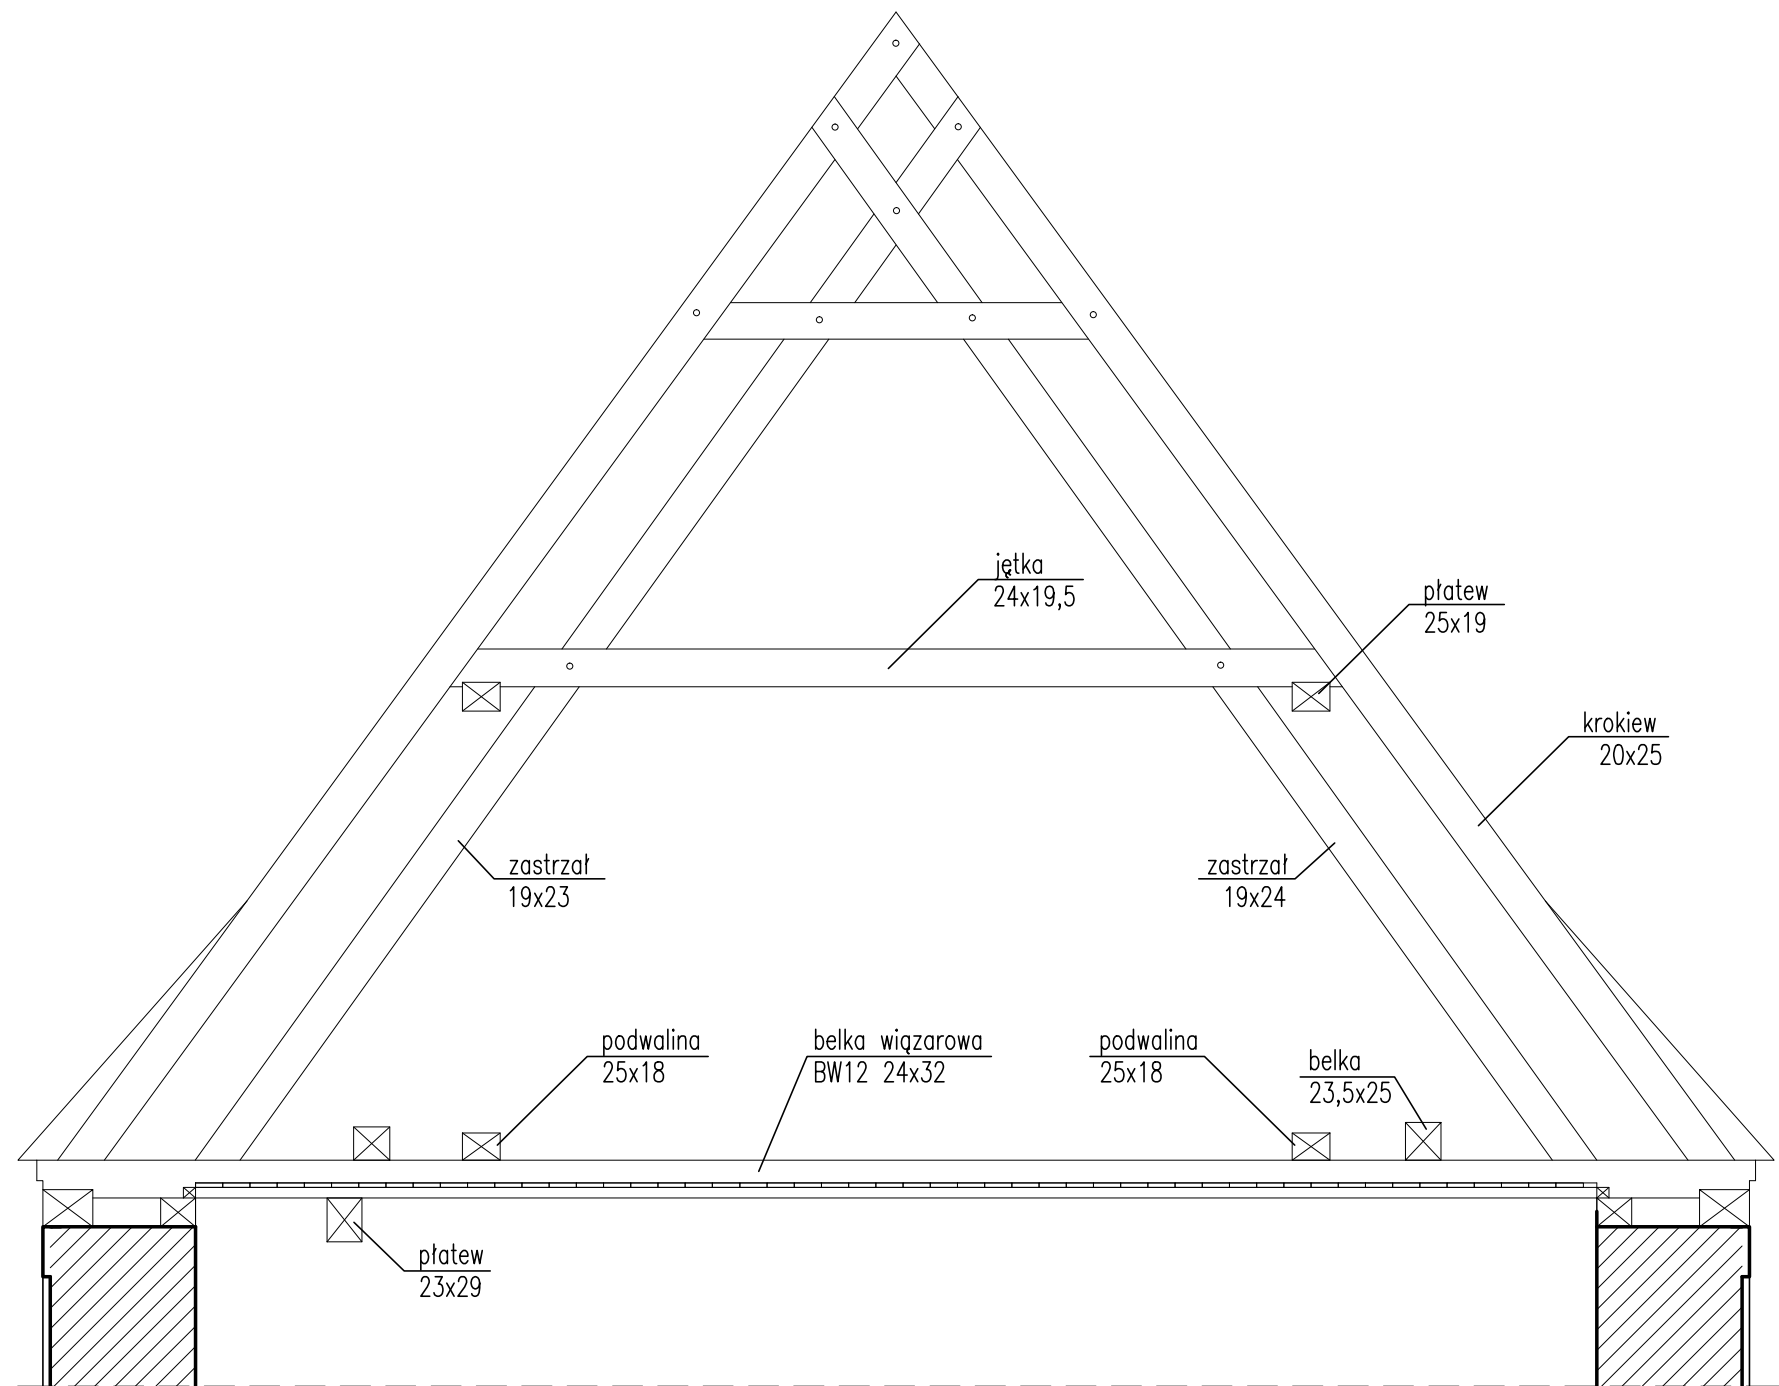 jętka
24x19,5
płatew
25x19
krokiew
20x25
zastrzał
19x23
zastrzał
19x24
podwalina
25x18
belka wiązarowa
BW12 24x32
podwalina
25x18
belka
23,5x25
płatew
23x29